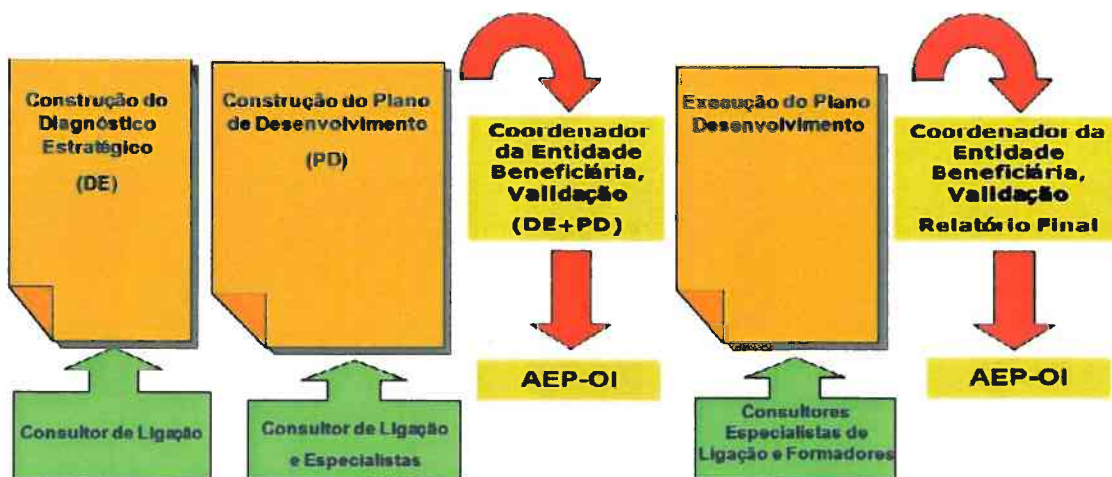 Construção do
Diagnóstico
Estratégico
(DE)
Construção do Plano
de Desenvolvimento
(PD)
Coordenador
da Entidade
Beneficiária,
Validação
(DE+PD)
Execução do Plano
Desenvolvimento
Coordenador da
Entidade
Beneficiária,
Validação
Relatório Final
AEP-OI
AEP-OI
Consultor de Ligação
Consultor de Ligação
e Especialistas
Consultores
Especialistas de
Ligação e Formadores